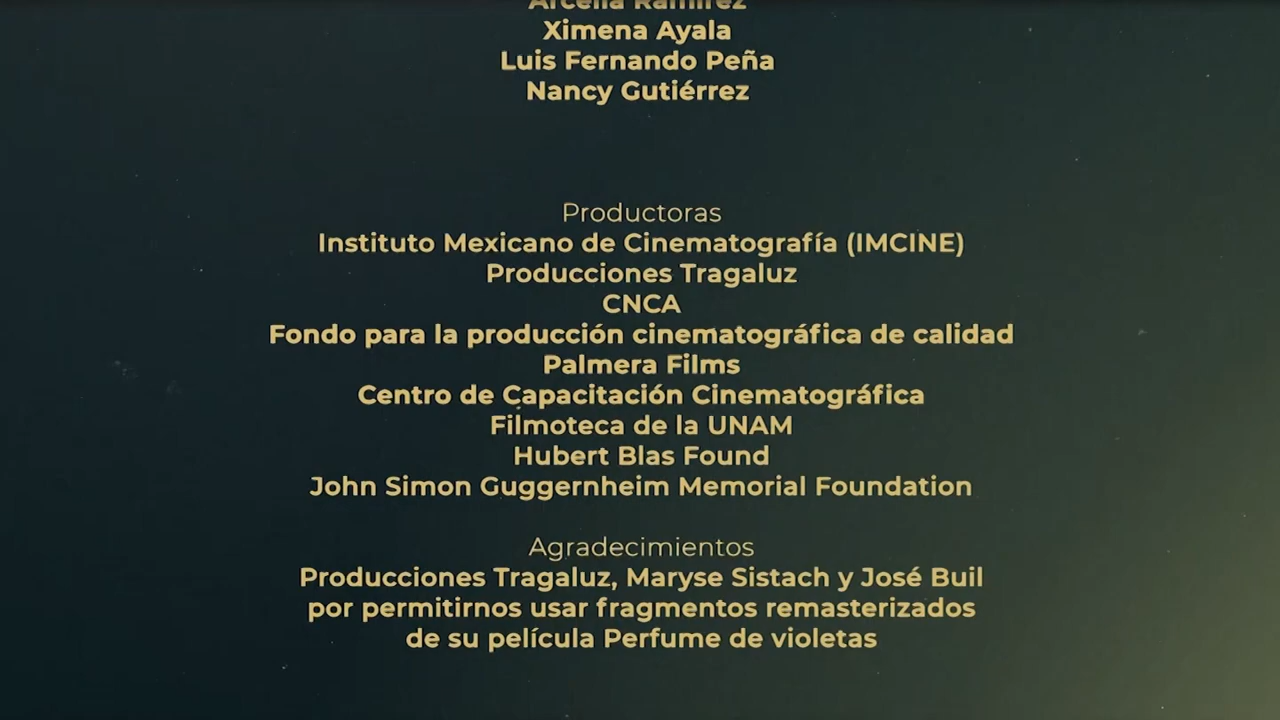 Arcelia Ramírez
Ximena Ayala
Luis Fernando Peña
Nancy Gutiérrez
Productoras
Instituto Mexicano de Cinematografía (IMCINE)
Producciones Tragaluz
CNCA
Fondo para la producción cinematográfica de calidad
Palmera Films
Centro de Capacitación Cinematográfica
Filmoteca de la UNAM
Hubert Blas Found
John Simon Guggernheim Memorial Foundation
Agradecimientos
Producciones Tragaluz, Maryse Sistach y José Buil
por permitirnos usar fragmentos remasterizados
de su película Perfume de violetas